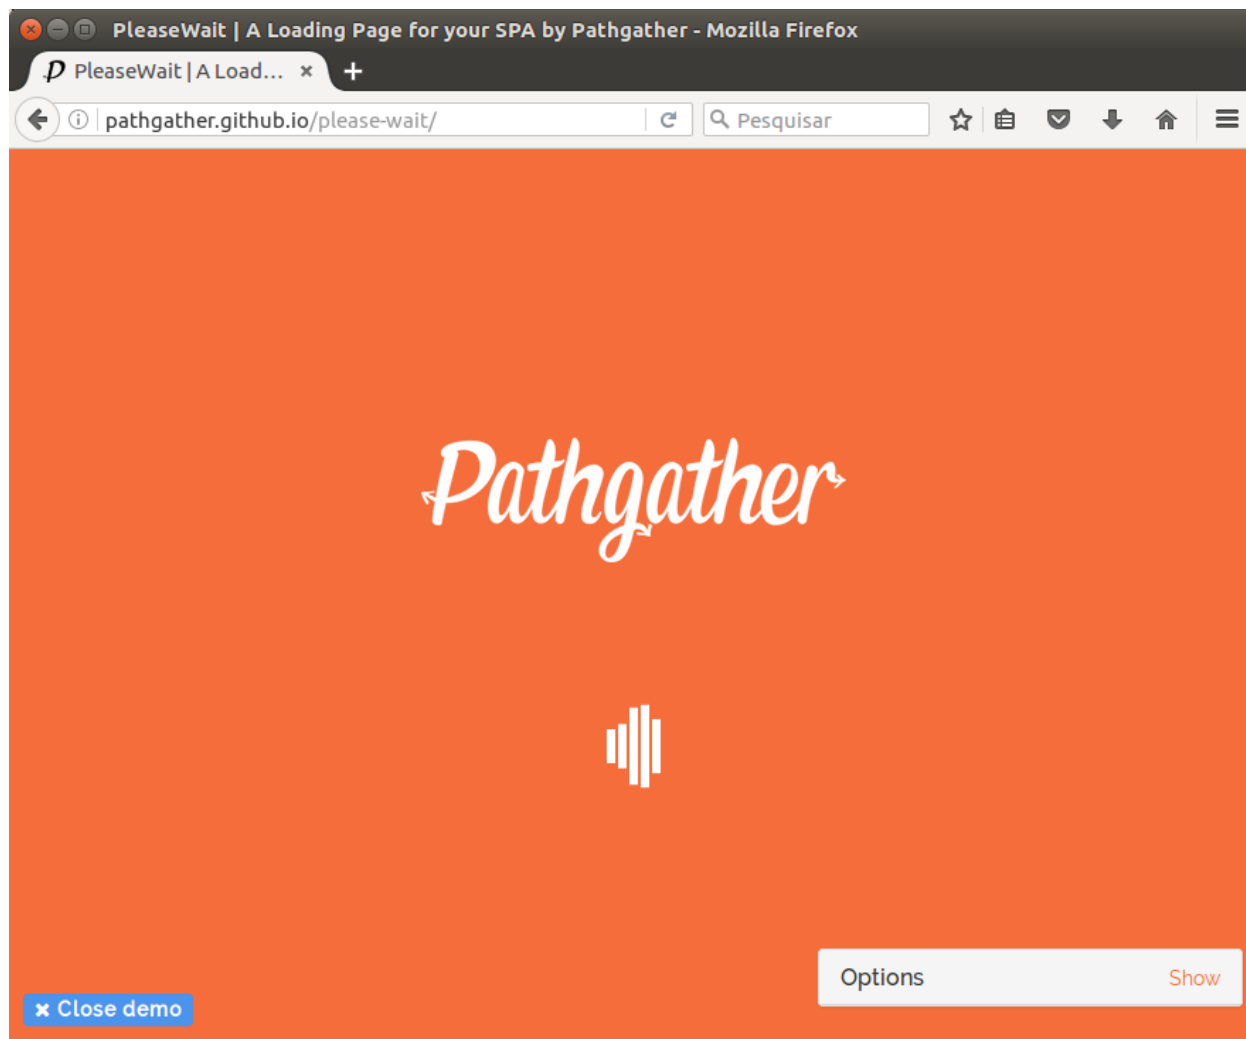 PleaseWait | A Loading Page for your SPA by Pathgather - Mozilla Firefox
PleaseWait | A Load...
pathgather.github.io/please-wait/
Pesquisar
Pathgather
Options
Show
Close demo